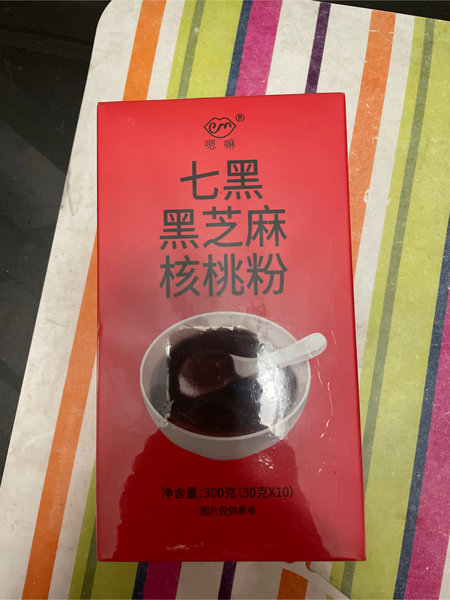 em®
嗯嘛
七黑
黑芝麻
核桃粉
净含量:300克(30克X10)
图片仅供参考